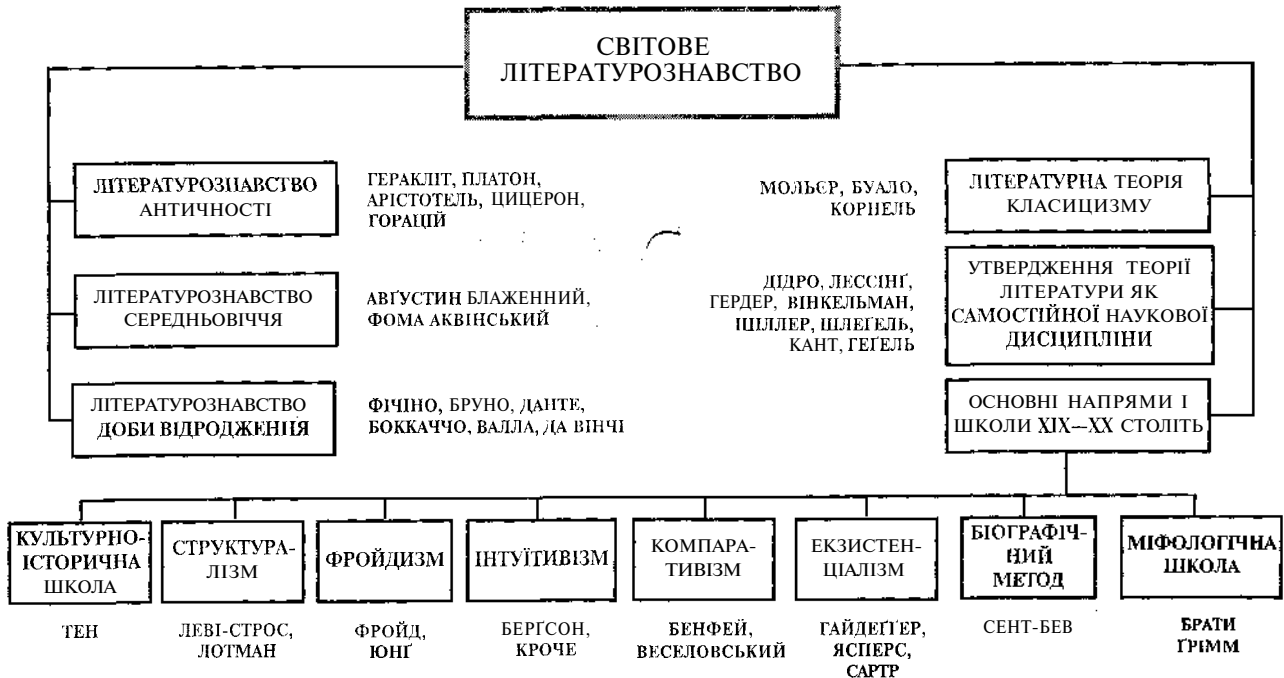 СВІТОВЕ
ЛІТЕРАТУРОЗНАВСТВО
ЛІТЕРАТУРОЗНАВСТВО
АНТИЧНОСТІ
ГЕРАКЛІТ, ПЛАТОН,
АРІСТОТЕЛЬ, ЦИЦЕРОН,
ГОРАЦІЙ
МОЛЬЄР, БУАЛО,
КОРНЕЛЬ
ЛІТЕРАТУРНА ТЕОРІЯ
КЛАСИЦИЗМУ
ЛІТЕРАТУРОЗНАВСТВО
СЕРЕДНЬОВІЧЧЯ
АВҐУСТИН БЛАЖЕННИЙ,
ФОМА АКВІНСЬКИЙ
ДІДРО, ЛЕССІНҐ,
ГЕРДЕР, ВІНКЕЛЬМАН,
ШІЛЛЕР, ШЛЕҐЕЛЬ,
КАНТ, ГЕҐЕЛЬ
УТВЕРДЖЕННЯ ТЕОРІЇ
ЛІТЕРАТУРИ ЯК
САМОСТІЙНОЇ НАУКОВОЇ
ДИСЦИПЛІНИ
ЛІТЕРАТУРОЗНАВСТВО
ДОБИ ВІДРОДЖЕННЯ
ФІЧІНО, БРУНО, ДАНТЕ,
БОККАЧЧО, ВАЛЛА, ДА ВІНЧІ
ОСНОВНІ НАПРЯМИ І
ШКОЛИ XIX—XX СТОЛІТЬ
КУЛЬТУРНО-
ІСТОРИЧНА
ШКОЛА
ТЕН
СТРУКТУРА-
ЛІЗМ
ЛЕВІ-СТРОС,
ЛОТМАН
ФРОЙДИЗМ
ФРОЙД,
ЮНҐ
ІНТУЇТИВІЗМ
БЕРҐСОН,
КРОЧЕ
КОМПАРА-
ТИВІЗМ
БЕНФЕЙ,
ВЕСЕЛОВСЬКИЙ
ЕКЗИСТЕН-
ЦІАЛІЗМ
ГАЙДЕҐҐЕР,
ЯСПЕРС,
САРТР
БІОГРАФІЧ-
НИЙ
МЕТОД
СЕНТ-БЕВ
МІФОЛОГІЧНА
ШКОЛА
БРАТИ
ҐРІММ